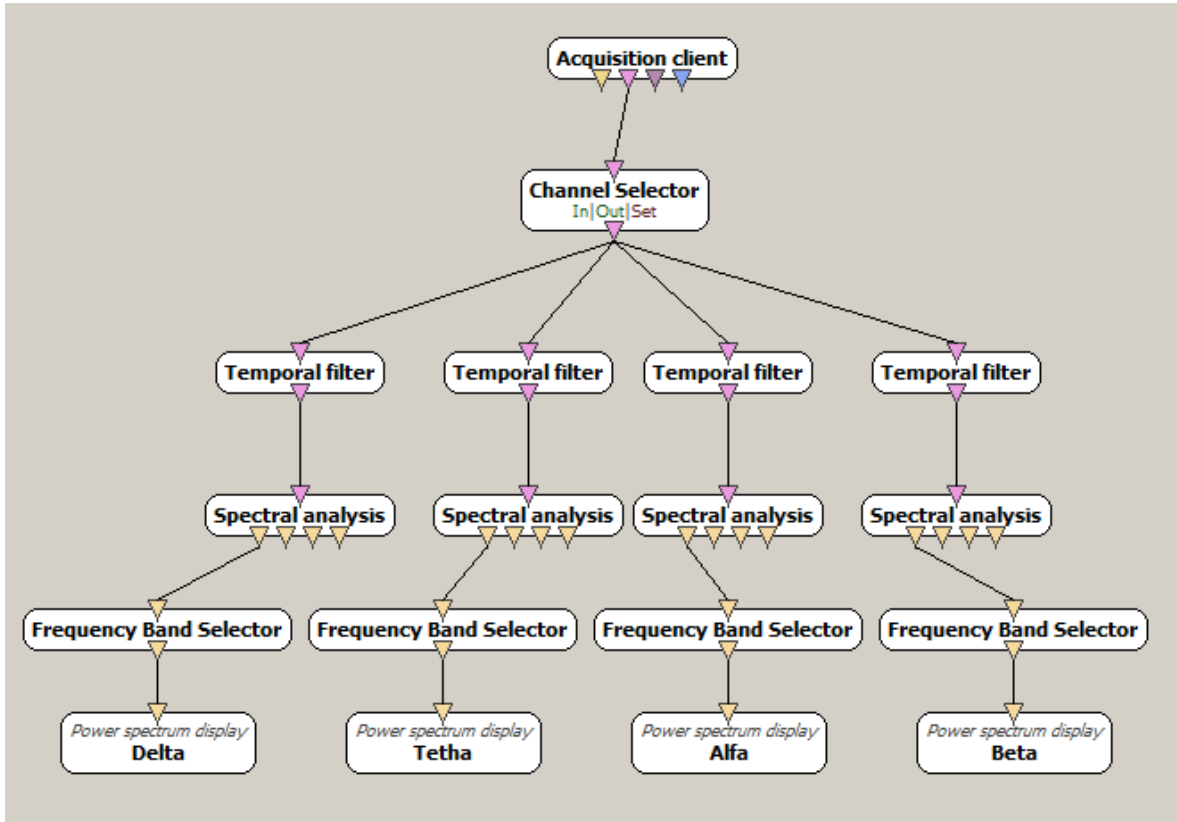 Acquisition client
Channel Selector
In|Out|Set
Temporal filter
Temporal filter
Temporal filter
Temporal filter
Spectral analysis
Spectral analysis
Spectral analysis
Spectral analysis
Frequency Band Selector
Frequency Band Selector
Frequency Band Selector
Frequency Band Selector
Power spectrum display
Delta
Power spectrum display
Tetha
Power spectrum display
Alfa
Power spectrum display
Beta